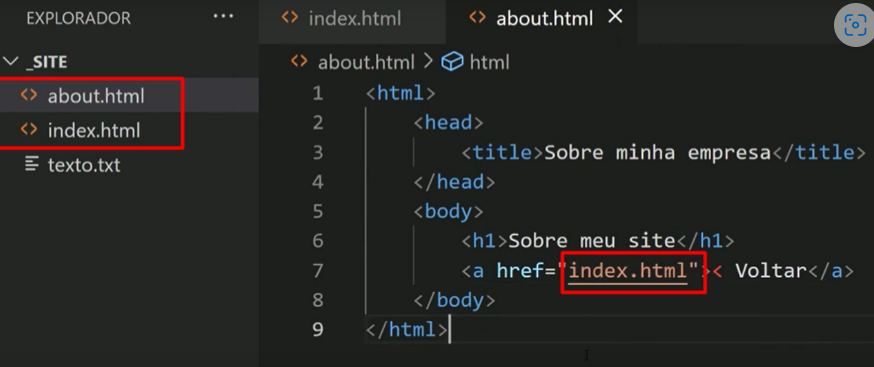 EXPLORADOR ···
_SITE
about.html
index.html
texto.txt
index.html about.html ×
about.html > html
1 <html>
2 <head>
3 <title>Sobre minha empresa</title>
4 </head>
5 <body>
6 <h1>Sobre meu site</h1>
7 <a href="index.html">< Voltar</a>
8 </body>
9 </html>